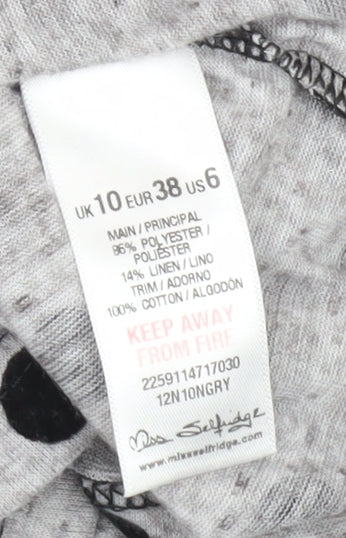 UK 10 EUR 38 US 6
MAIN / PRINCIPAL
86% POLYESTER /
POLIÉSTER
14% LINEN / LINO
TRIM / ADORNO
100% COTTON / ALGODÓN
KEEP AWAY
FROM FIRE
2259114717030
12N10NGRY
Miss Selfridge
www.missselfridge.com